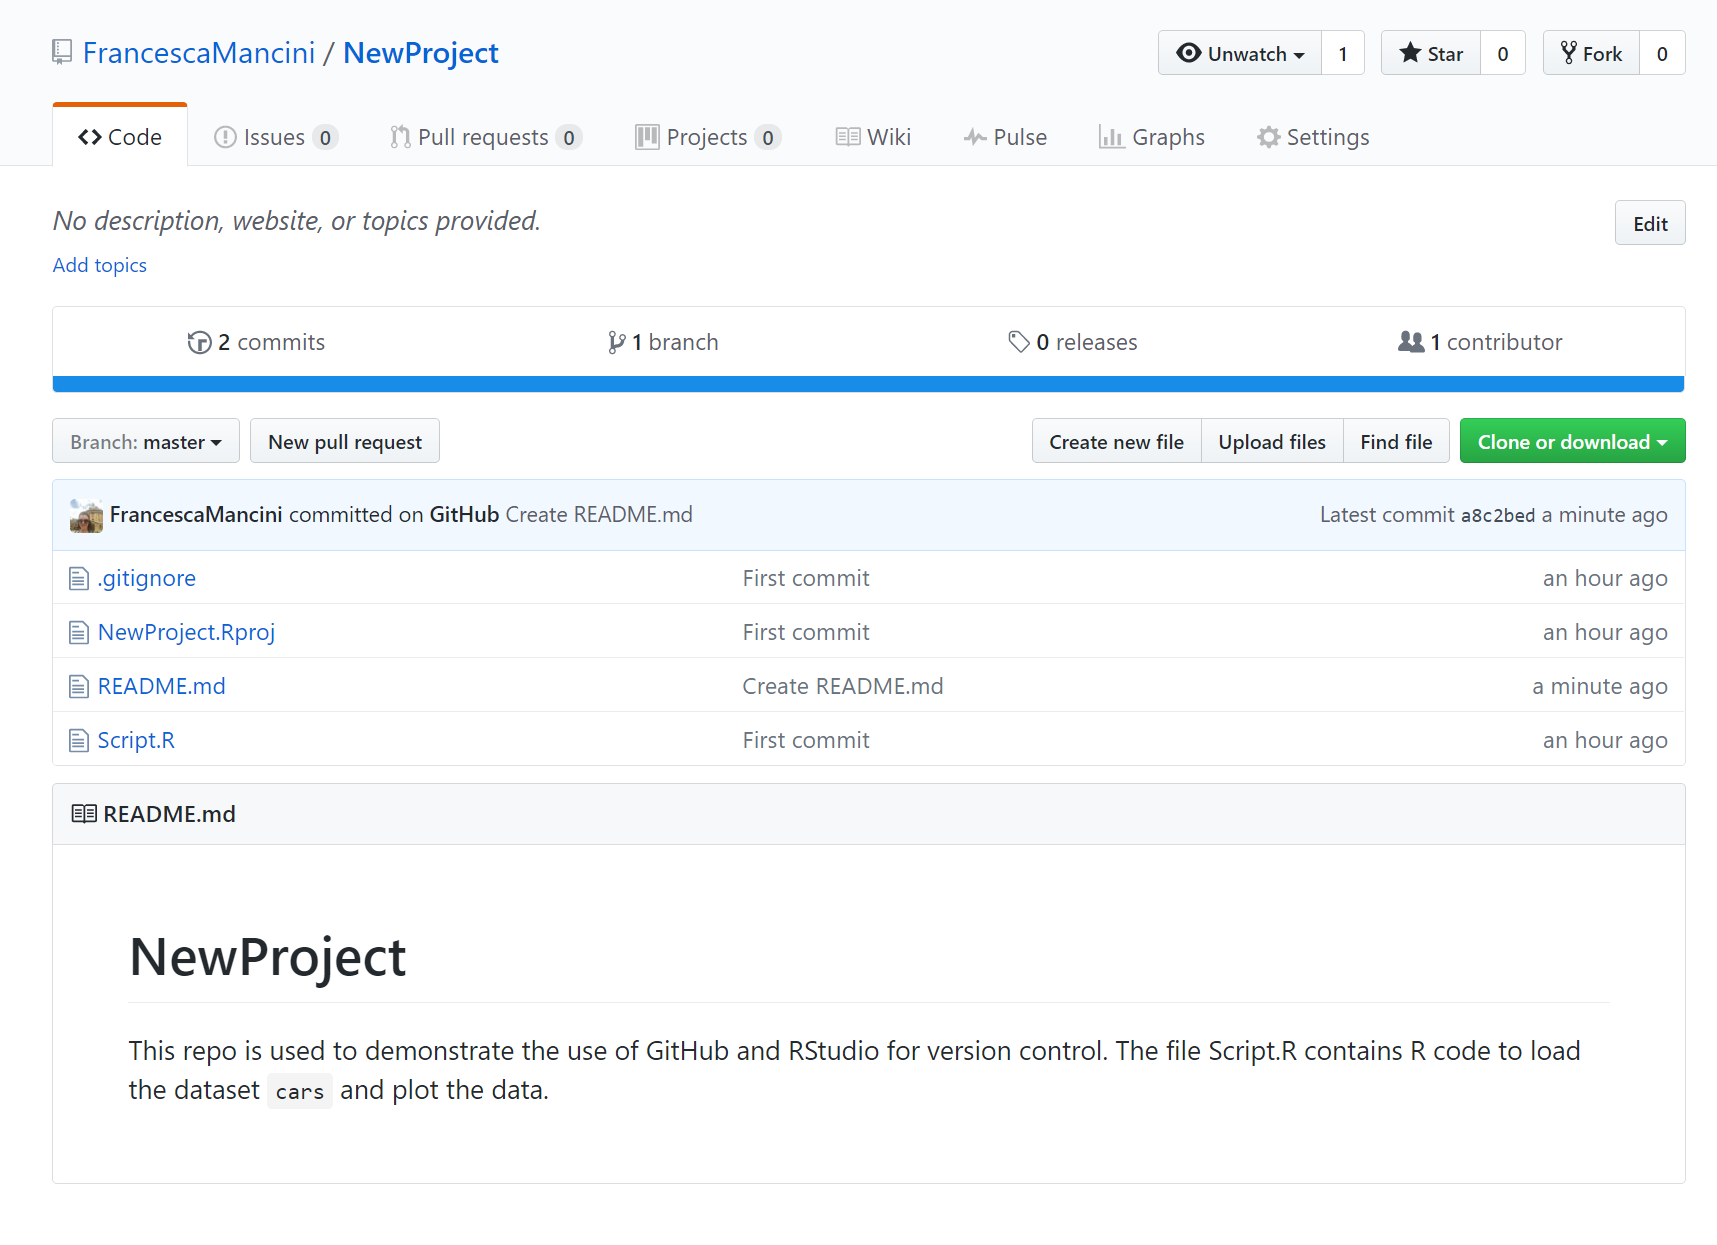 FrancescaMancini / NewProject
Unwatch 1 Star 0 Fork 0
Code Issues 0 Pull requests 0 Projects 0 Wiki Pulse Graphs Settings
No description, website, or topics provided.
Edit
Add topics
2 commits 1 branch 0 releases 1 contributor
Branch: master New pull request Create new file Upload files Find file Clone or download
FrancescaMancini committed on GitHub Create README.md Latest commit a8c2bed a minute ago
.gitignore First commit an hour ago
NewProject.Rproj First commit an hour ago
README.md Create README.md a minute ago
Script.R First commit an hour ago
README.md
NewProject
This repo is used to demonstrate the use of GitHub and RStudio for version control. The file Script.R contains R code to load
the dataset cars and plot the data.